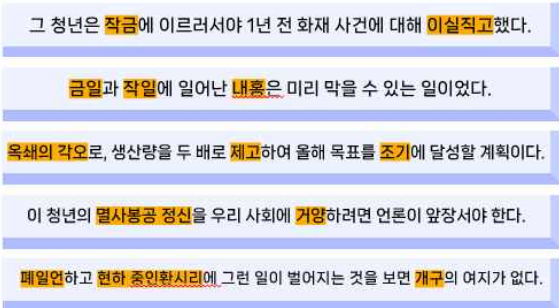 그 청년은 작금에 이르러서야 1년 전 화재 사건에 대해 이실직고했다.
금일과 작일에 일어난 내홍은 미리 막을 수 있는 일이었다.
옥쇄의 각오로, 생산량을 두 배로 제고하여 올해 목표를 조기에 달성할 계획이다.
이 청년의 멸사봉공 정신을 우리 사회에 거양하려면 언론이 앞장서야 한다.
폐일언하고 현하 중인환시리에 그런 일이 벌어지는 것을 보면 개구의 여지가 없다.